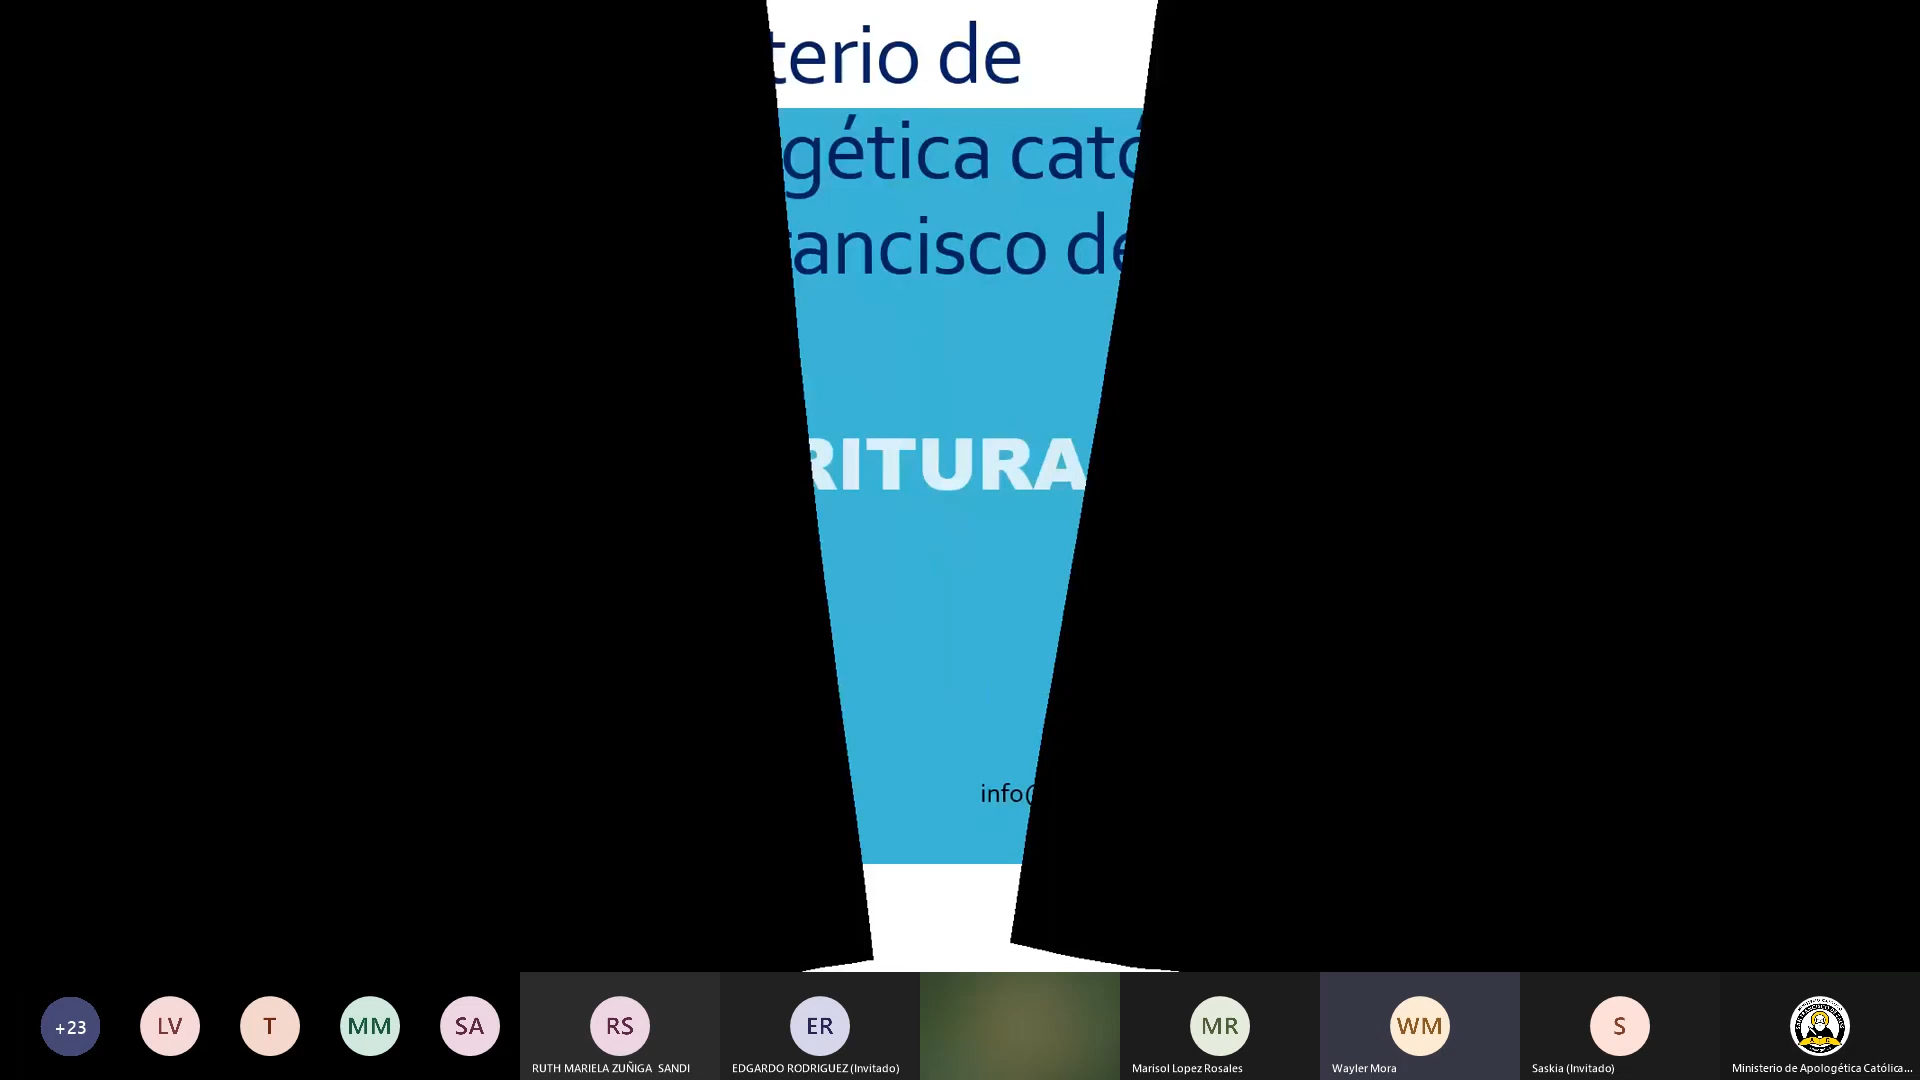 terio de
gética cató
ancisco de
RITURA
info@
+23
LV
T
MM
SA
RS
ER
MR
WM
S
RUTH MARIELA ZUÑIGA SANDI
EDGARDO RODRIGUEZ (Invitado)
Marisol Lopez Rosales
Wayler Mora
Saskia (Invitado)
Ministerio de Apologética Católica...